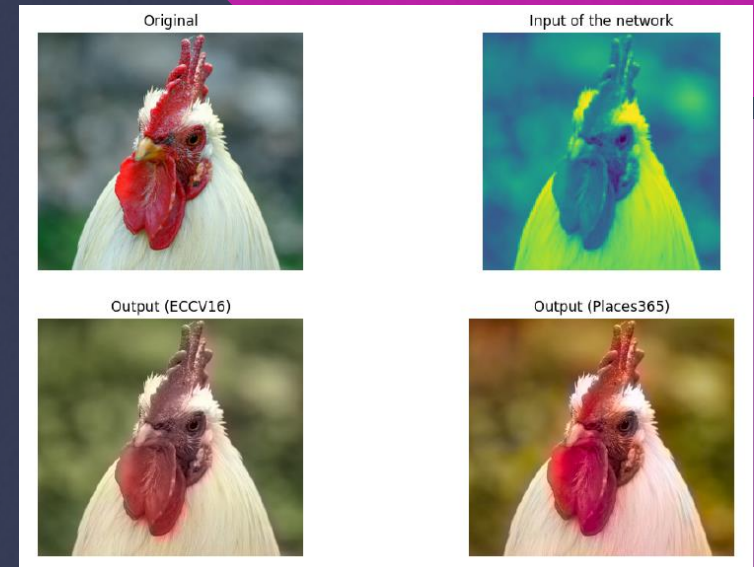 Original
Input of the network
Output (ECCV16)
Output (Places365)